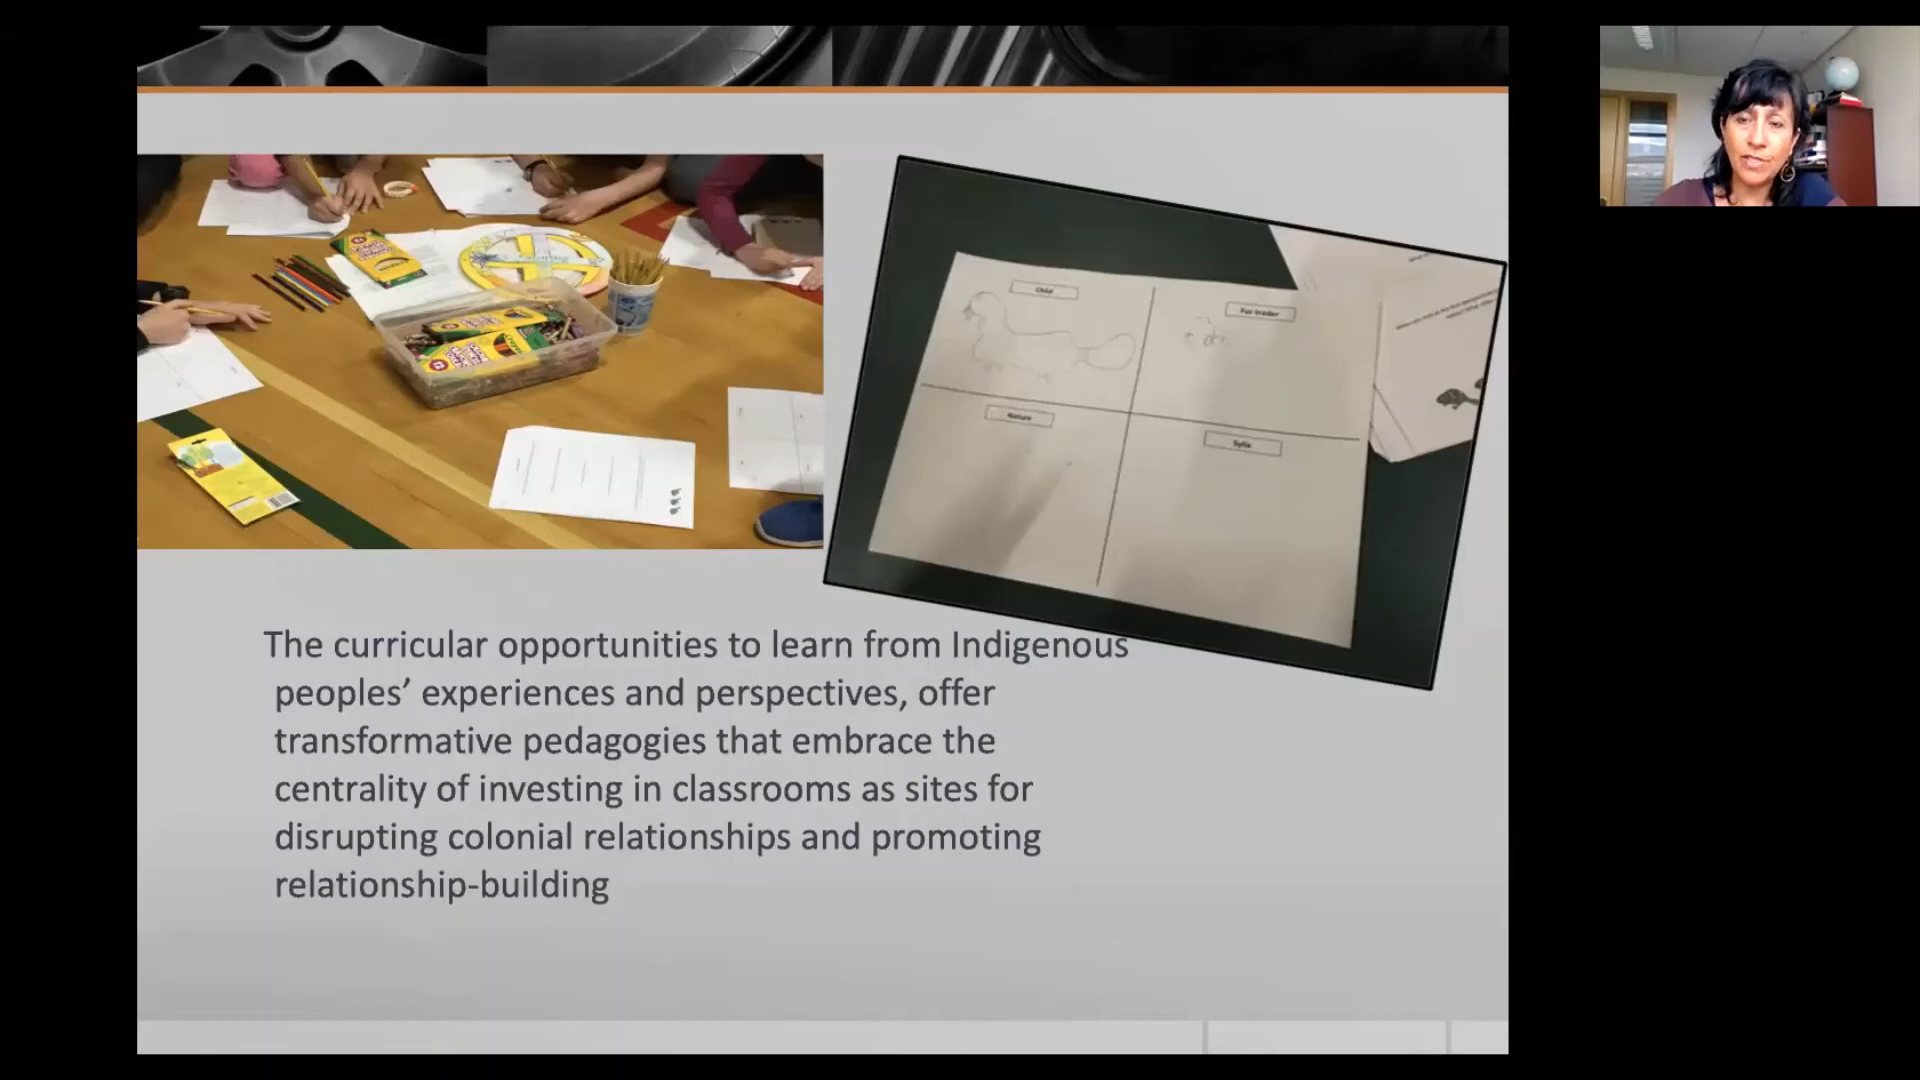 Child
Fur trader
Nature
Sylix
The curricular opportunities to learn from Indigenous
peoples’ experiences and perspectives, offer
transformative pedagogies that embrace the
centrality of investing in classrooms as sites for
disrupting colonial relationships and promoting
relationship-building